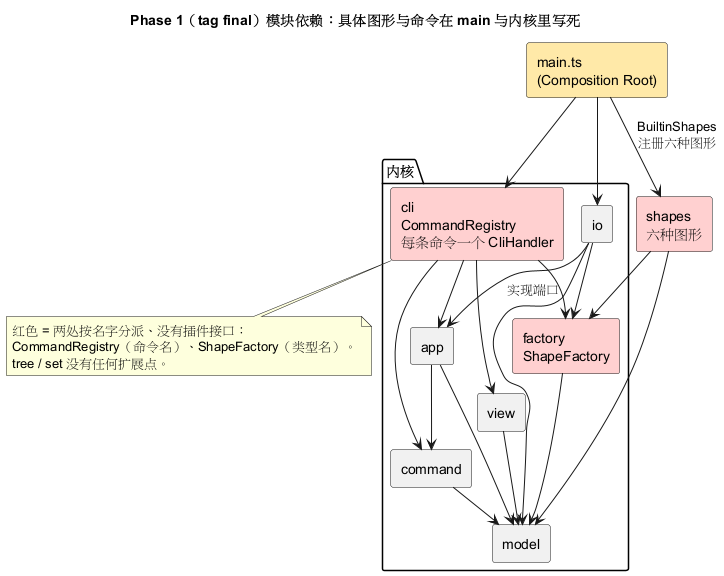 Phase 1（tag final）模块依赖：具体图形与命令在 main 与内核里写死
main.ts
(Composition Root)
BuiltinShapes
注册六种图形
内核
cli
CommandRegistry
每条命令一个 CliHandler
io
shapes
六种图形
实现端口
红色 = 两处按名字分派、没有插件接口：
CommandRegistry（命令名）、ShapeFactory（类型名）。
tree / set 没有任何扩展点。
app
factory
ShapeFactory
view
command
model